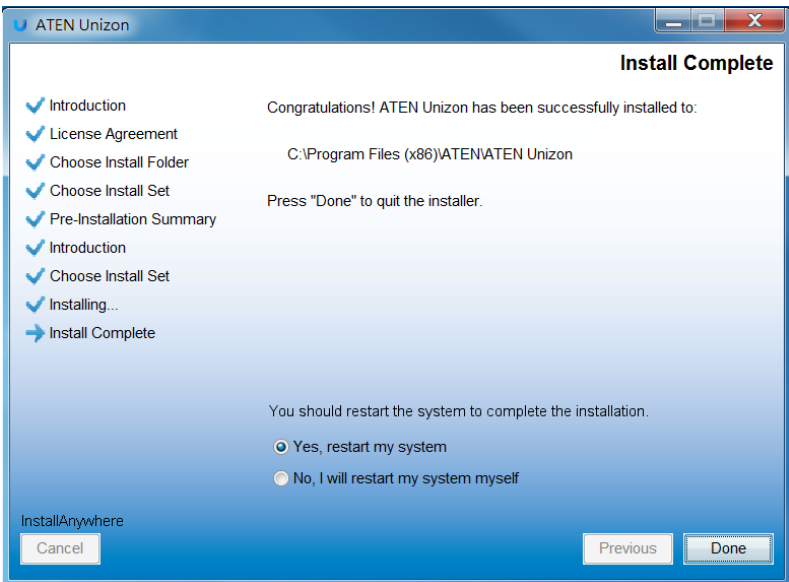 ATEN Unizon
Install Complete
Introduction
License Agreement
Choose Install Folder
Choose Install Set
Pre-Installation Summary
Introduction
Choose Install Set
Installing...
Install Complete
Congratulations! ATEN Unizon has been successfully installed to:
C:\Program Files (x86)\ATEN\ATEN Unizon
Press "Done" to quit the installer.
You should restart the system to complete the installation.
Yes, restart my system
No, I will restart my system myself
InstallAnywhere
Cancel
Previous
Done